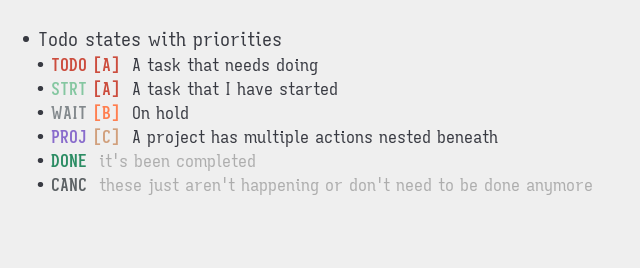 • Todo states with priorities
• TODO [A] A task that needs doing
• STRT [A] A task that I have started
• WAIT [B] On hold
• PROJ [C] A project has multiple actions nested beneath
• DONE it's been completed
• CANC these just aren't happening or don't need to be done anymore